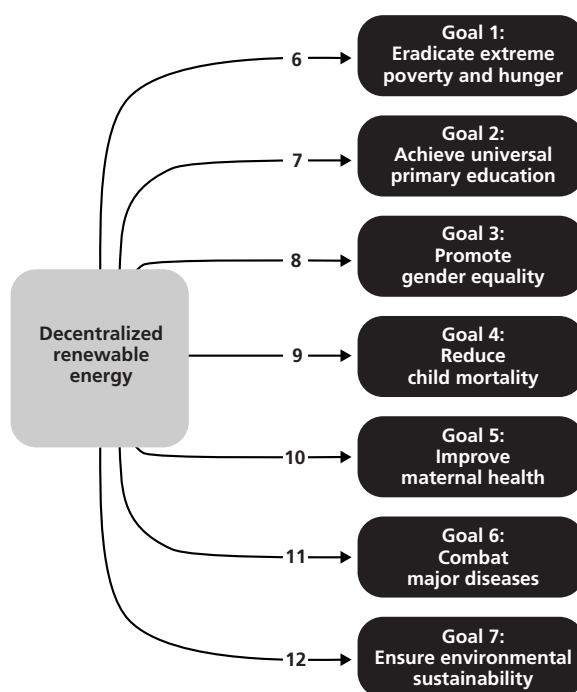 6
Goal 1:
Eradicate extreme
poverty and hunger
7
Goal 2:
Achieve universal
primary education
8
Goal 3:
Promote
gender equality
Decentralized
renewable
energy
9
Goal 4:
Reduce
child mortality
10
Goal 5:
Improve
maternal health
11
Goal 6:
Combat
major diseases
12
Goal 7:
Ensure environmental
sustainability